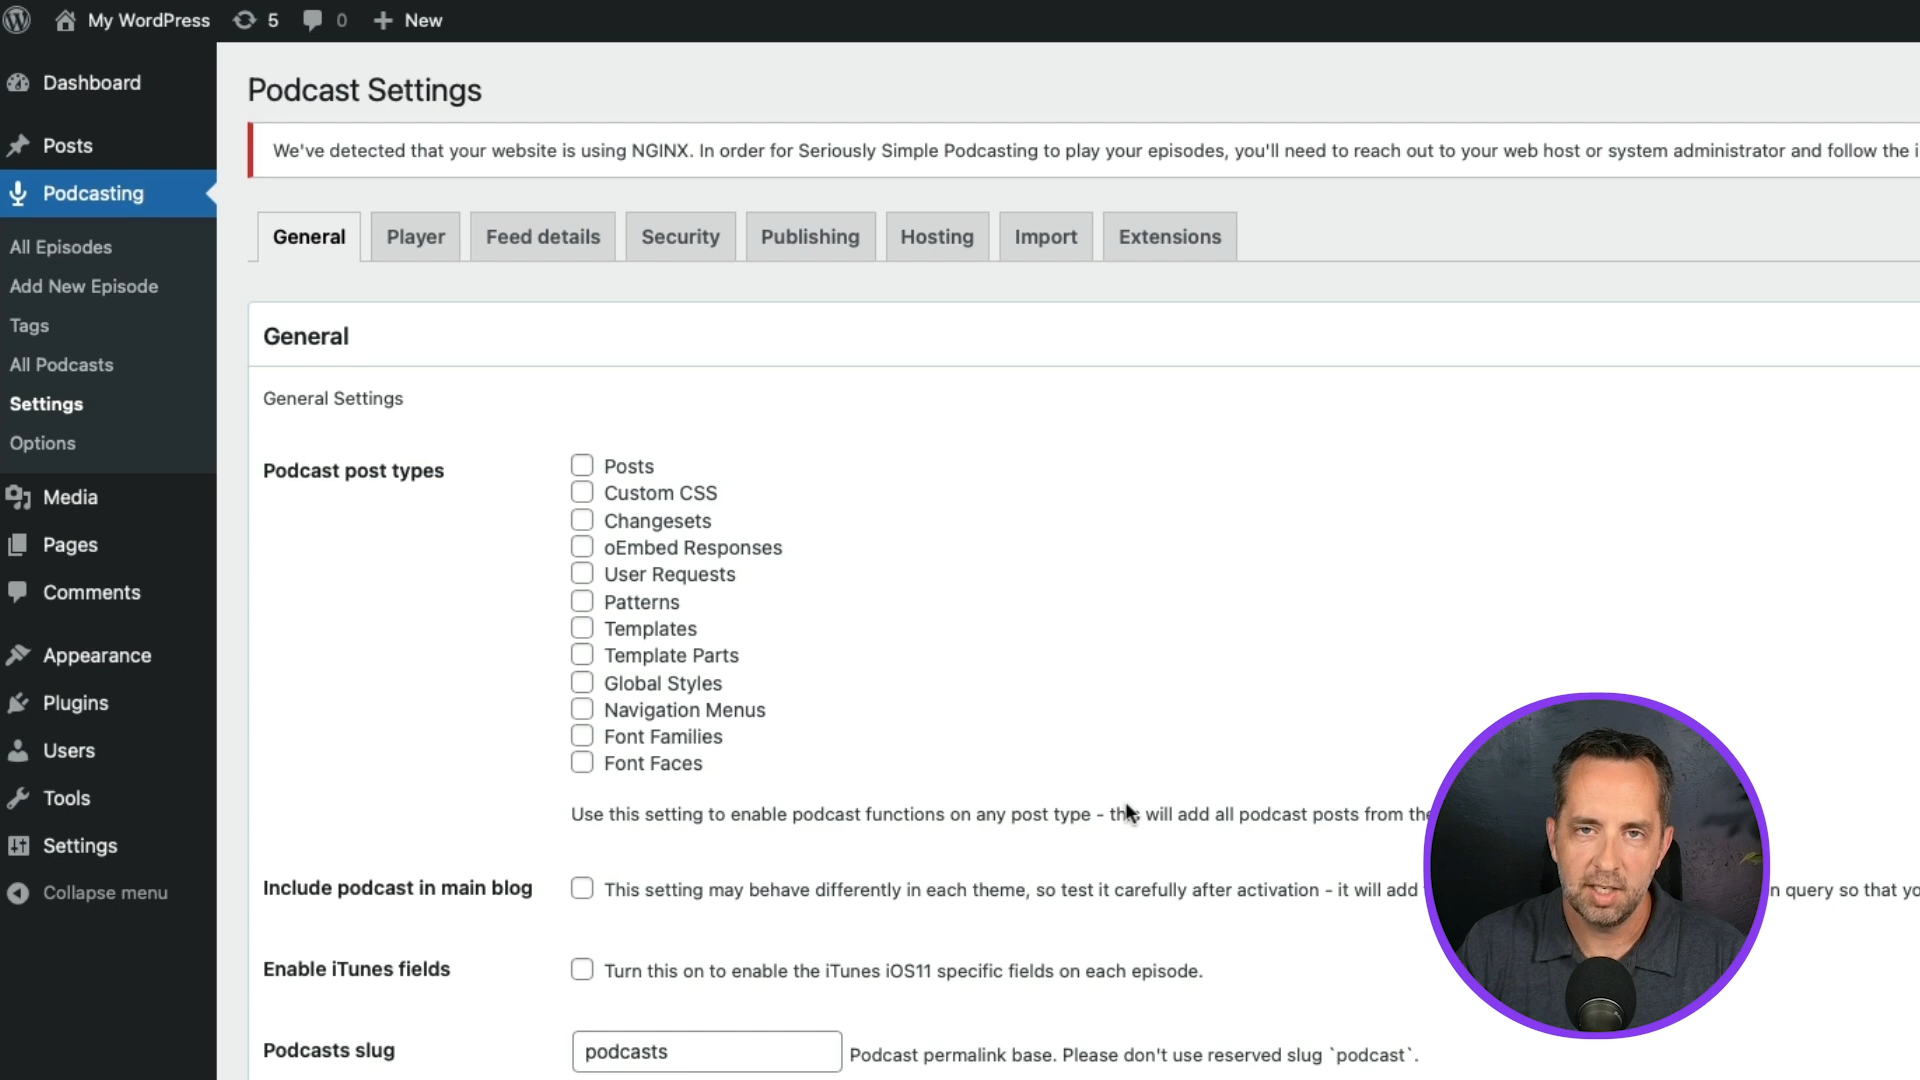 My WordPress 5 0 New
Dashboard
Posts
Podcasting
All Episodes
Add New Episode
Tags
All Podcasts
Settings
Options
Media
Pages
Comments
Appearance
Plugins
Users
Tools
Settings
Collapse menu
Podcast Settings
We've detected that your website is using NGINX. In order for Seriously Simple Podcasting to play your episodes, you'll need to reach out to your web host or system administrator and follow the i
General Player Feed details Security Publishing Hosting Import Extensions
General
General Settings
Podcast post types
Posts
Custom CSS
Changesets
oEmbed Responses
User Requests
Patterns
Templates
Template Parts
Global Styles
Navigation Menus
Font Families
Font Faces
Use this setting to enable podcast functions on any post type - this will add all podcast posts from the
Include podcast in main blog This setting may behave differently in each theme, so test it carefully after activation - it will add n query so that yo
Enable iTunes fields Turn this on to enable the iTunes iOS11 specific fields on each episode.
Podcasts slug podcasts Podcast permalink base. Please don't use reserved slug `podcast`.